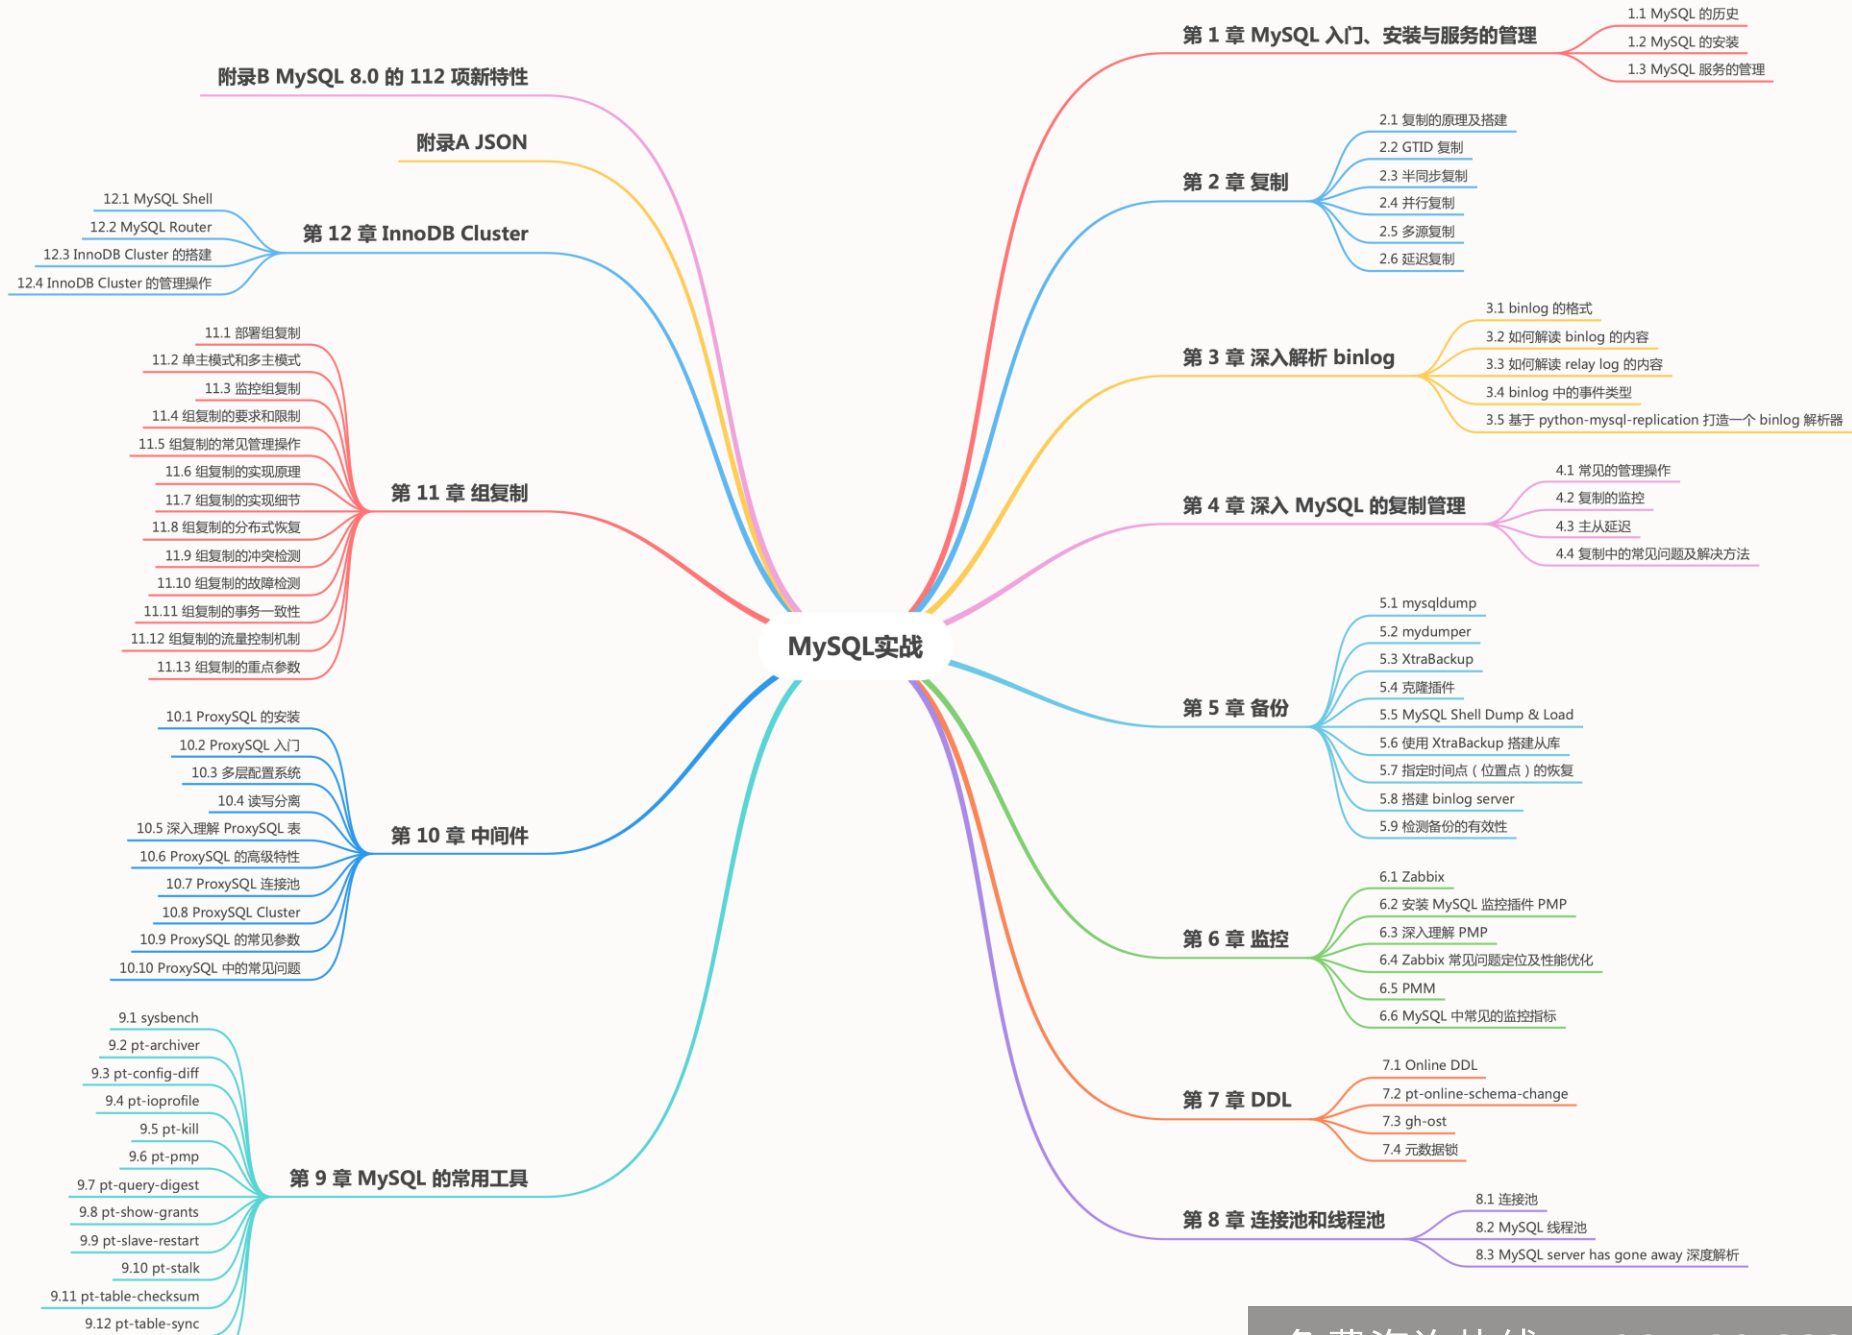 MySQL实战
第 1 章 MySQL 入门、安装与服务的管理
1.1 MySQL 的历史
1.2 MySQL 的安装
1.3 MySQL 服务的管理
第 2 章 复制
2.1 复制的原理及搭建
2.2 GTID 复制
2.3 半同步复制
2.4 并行复制
2.5 多源复制
2.6 延迟复制
第 3 章 深入解析 binlog
3.1 binlog 的格式
3.2 如何解读 binlog 的内容
3.3 如何解读 relay log 的内容
3.4 binlog 中的事件类型
3.5 基于 python-mysql-replication 打造一个 binlog 解析器
第 4 章 深入 MySQL 的复制管理
4.1 常见的管理操作
4.2 复制的监控
4.3 主从延迟
4.4 复制中的常见问题及解决方法
第 5 章 备份
5.1 mysqldump
5.2 mydumper
5.3 XtraBackup
5.4 克隆插件
5.5 MySQL Shell Dump & Load
5.6 使用 XtraBackup 搭建从库
5.7 指定时间点（位置点）的恢复
5.8 搭建 binlog server
5.9 检测备份的有效性
第 6 章 监控
6.1 Zabbix
6.2 安装 MySQL 监控插件 PMP
6.3 深入理解 PMP
6.4 Zabbix 常见问题定位及性能优化
6.5 PMM
6.6 MySQL 中常见的监控指标
第 7 章 DDL
7.1 Online DDL
7.2 pt-online-schema-change
7.3 gh-ost
7.4 元数据锁
第 8 章 连接池和线程池
8.1 连接池
8.2 MySQL 线程池
8.3 MySQL server has gone away 深度解析
第 9 章 MySQL 的常用工具
9.1 sysbench
9.2 pt-archiver
9.3 pt-config-diff
9.4 pt-ioprofile
9.5 pt-kill
9.6 pt-pmp
9.7 pt-query-digest
9.8 pt-show-grants
9.9 pt-slave-restart
9.10 pt-stalk
9.11 pt-table-checksum
9.12 pt-table-sync
第 10 章 中间件
10.1 ProxySQL 的安装
10.2 ProxySQL 入门
10.3 多层配置系统
10.4 读写分离
10.5 深入理解 ProxySQL 表
10.6 ProxySQL 的高级特性
10.7 ProxySQL 连接池
10.8 ProxySQL Cluster
10.9 ProxySQL 的常见参数
10.10 ProxySQL 中的常见问题
第 11 章 组复制
11.1 部署组复制
11.2 单主模式和多主模式
11.3 监控组复制
11.4 组复制的要求和限制
11.5 组复制的常见管理操作
11.6 组复制的实现原理
11.7 组复制的实现细节
11.8 组复制的分布式恢复
11.9 组复制的冲突检测
11.10 组复制的故障检测
11.11 组复制的事务一致性
11.12 组复制的流量控制机制
11.13 组复制的重点参数
第 12 章 InnoDB Cluster
12.1 MySQL Shell
12.2 MySQL Router
12.3 InnoDB Cluster 的搭建
12.4 InnoDB Cluster 的管理操作
附录A JSON
附录B MySQL 8.0 的 112 项新特性